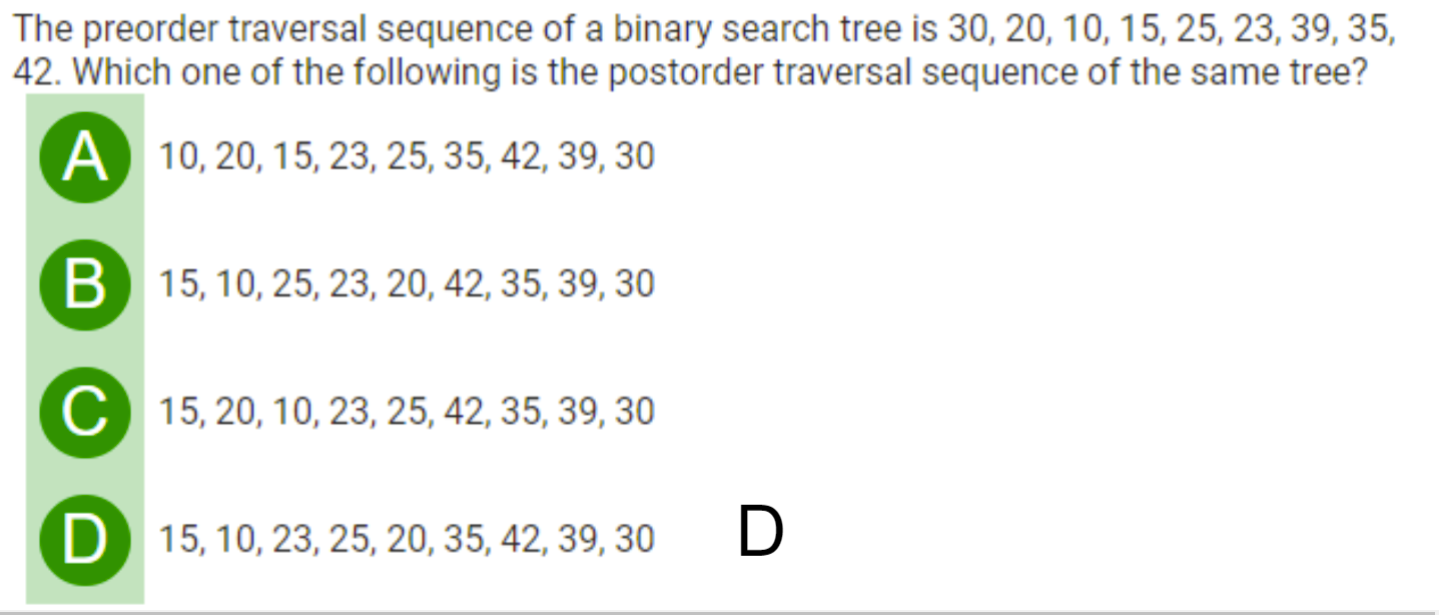 The preorder traversal sequence of a binary search tree is 30, 20, 10, 15, 25, 23, 39, 35,
42. Which one of the following is the postorder traversal sequence of the same tree?
A 10, 20, 15, 23, 25, 35, 42, 39, 30
B 15, 10, 25, 23, 20, 42, 35, 39, 30
C 15, 20, 10, 23, 25, 42, 35, 39, 30
D 15, 10, 23, 25, 20, 35, 42, 39, 30 D